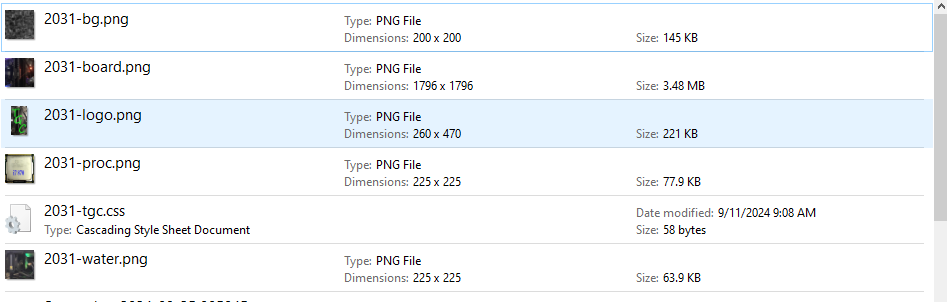 2031-bg.png
Type: PNG File
Dimensions: 200 x 200
Size: 145 KB
2031-board.png
Type: PNG File
Dimensions: 1796 x 1796
Size: 3.48 MB
2031-logo.png
Type: PNG File
Dimensions: 260 x 470
Size: 221 KB
2031-proc.png
Type: PNG File
Dimensions: 225 x 225
Size: 77.9 KB
2031-tgc.css
Type: Cascading Style Sheet Document
Date modified: 9/11/2024 9:08 AM
Size: 58 bytes
2031-water.png
Type: PNG File
Dimensions: 225 x 225
Size: 63.9 KB